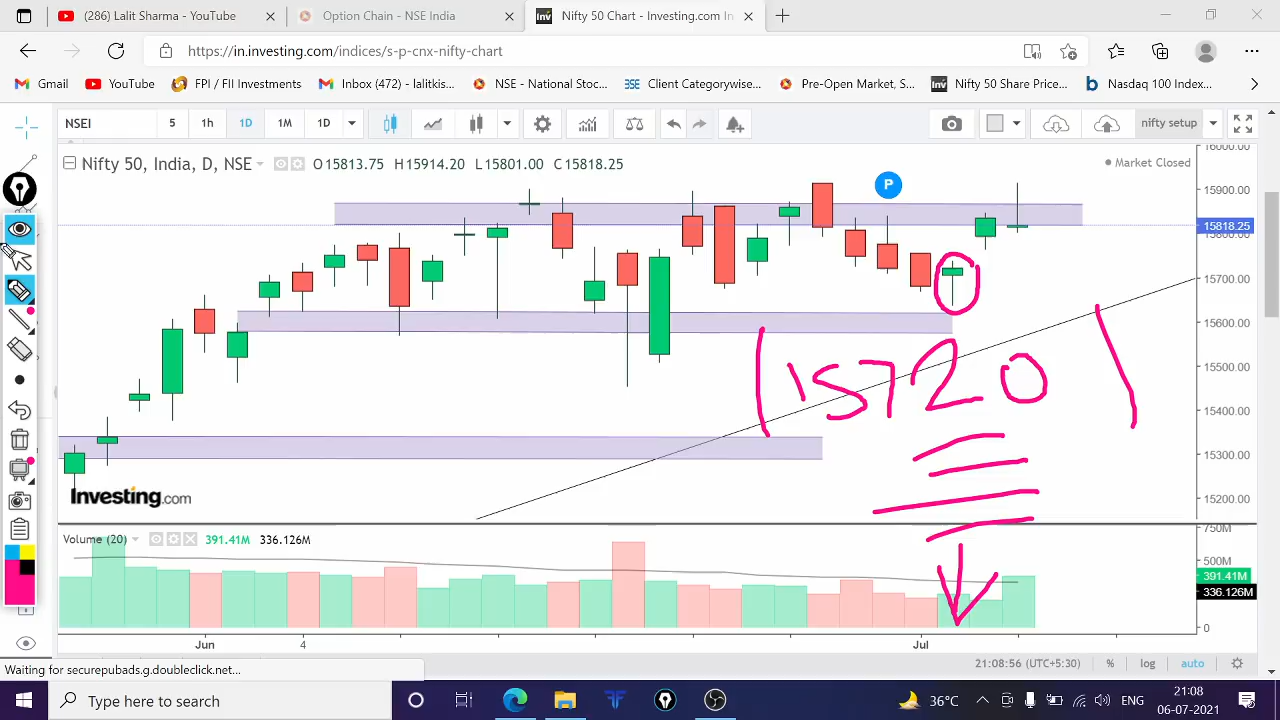 (286) Lalit Sharma - YouTube
Option Chain - NSE India
Nifty 50 Chart - Investing.com In
https://in.investing.com/indices/s-p-cnx-nifty-chart
Gmail
YouTube
FPI / FII Investments
Inbox (472) - lalitkis...
NSE - National Stoc...
BSE Client Categorywise...
Pre-Open Market, S...
Inv Nifty 50 Share Price...
b Nasdaq 100 Index...
NSEI 5 1h 1D 1M 1D nifty setup
Nifty 50, India, D, NSE O15813.75 H15914.20 L15801.00 C15818.25
Market Closed
16000.00
P
15900.00
15818.25
15800.00
15700.00
15600.00
15500.00
15400.00
15300.00
15200.00
15720
Investing.com
Volume (20) 391.41M 336.126M
750M
500M
391.41M
336.126M
0
Jun 4 Jul
Waiting for securepubads.g.doubleclick.net...
21:08:56 (UTC+5:30) % log auto
Type here to search
36°C
ENG
21:08
06-07-2021